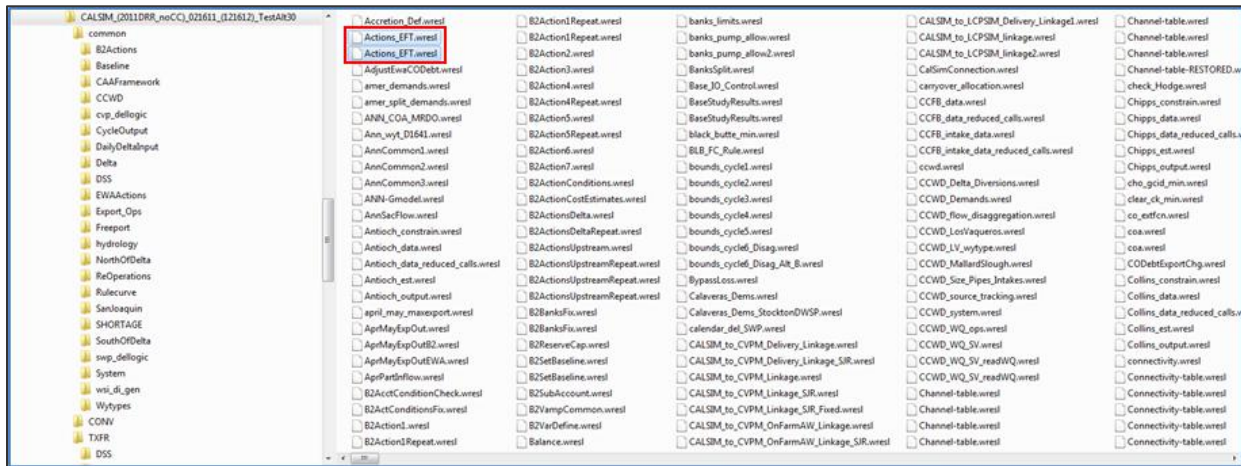 CALSIM_(2011DRR_noCC)_021611_(121612)_TestAlt30
common
B2Actions
Baseline
CAAFramework
CCWD
cvp_dellogic
CycleOutput
DailyDeltaInput
Delta
DSS
EWAActions
Export_Ops
Freeport
hydrology
NorthOfDelta
ReOperations
Rulecurve
SanJoaquin
SHORTAGE
SouthOfDelta
swp_dellogic
System
wsi_di_gen
Wytypes
CONV
TXFR
DSS
Accretion_Def.wresl
Actions_EFT.wresl
Actions_EFT.wresl
AdjustEwaCODebt.wresl
amer_demands.wresl
amer_split_demands.wresl
ANN_COA_MRDO.wresl
Ann_wyt_D1641.wresl
AnnCommon1.wresl
AnnCommon2.wresl
AnnCommon3.wresl
ANN-Gmodel.wresl
AnnSacFlow.wresl
Antioch_constrain.wresl
Antioch_data.wresl
Antioch_data_reduced_calls.wresl
Antioch_est.wresl
Antioch_output.wresl
april_may_maxexport.wresl
AprMayExpOut.wresl
AprMayExpOutB2.wresl
AprMayExpOutEWA.wresl
AprPartInflow.wresl
B2AcctConditionCheck.wresl
B2ActConditionsFix.wresl
B2Action1.wresl
B2Action1Repeat.wresl
B2Action1Repeat.wresl
B2Action1Repeat.wresl
B2Action2.wresl
B2Action3.wresl
B2Action4.wresl
B2Action4Repeat.wresl
B2Action5.wresl
B2Action5Repeat.wresl
B2Action6.wresl
B2Action7.wresl
B2ActionConditions.wresl
B2ActionCostEstimates.wresl
B2ActionsDelta.wresl
B2ActionsDeltaRepeat.wresl
B2ActionsUpstream.wresl
B2ActionsUpstreamRepeat.wresl
B2ActionsUpstreamRepeat.wresl
B2ActionsUpstreamRepeat.wresl
B2BanksFix.wresl
B2BanksFix.wresl
B2ReserveCap.wresl
B2SetBaseline.wresl
B2SetBaseline.wresl
B2SubAccount.wresl
B2VampCommon.wresl
B2VarDefine.wresl
Balance.wresl
banks_limits.wresl
banks_pump_allow.wresl
banks_pump_allow2.wresl
BanksSplit.wresl
Base_IO_Control.wresl
BaseStudyResults.wresl
BaseStudyResults.wresl
black_butte_min.wresl
BLB_FC_Rule.wresl
bounds_cycle1.wresl
bounds_cycle2.wresl
bounds_cycle3.wresl
bounds_cycle4.wresl
bounds_cycle5.wresl
bounds_cycle6_Disag.wresl
bounds_cycle6_Disag_Alt_B.wresl
BypassLoss.wresl
Calaveras_Dems.wresl
Calaveras_Dems_StocktonDWSP.wresl
calendar_del_SWP.wresl
CALSIM_to_CVPM_Delivery_Linkage.wresl
CALSIM_to_CVPM_Delivery_Linkage_SJR.wresl
CALSIM_to_CVPM_Linkage.wresl
CALSIM_to_CVPM_Linkage_SJR.wresl
CALSIM_to_CVPM_Linkage_SJR_Fixed.wresl
CALSIM_to_CVPM_OnFarmAW_Linkage.wresl
CALSIM_to_CVPM_OnFarmAW_Linkage_SJR.wresl
CALSIM_to_LCPSIM_Delivery_Linkage1.wresl
CALSIM_to_LCPSIM_linkage.wresl
CALSIM_to_LCPSIM_linkage2.wresl
CalSimConnection.wresl
carryover_allocation.wresl
CCFB_data.wresl
CCFB_data_reduced_calls.wresl
CCFB_intake_data.wresl
CCFB_intake_data_reduced_calls.wresl
ccwd.wresl
CCWD_Delta_Diversions.wresl
CCWD_Demands.wresl
CCWD_flow_disaggregation.wresl
CCWD_LosVaqueros.wresl
CCWD_LV_wytype.wresl
CCWD_MallardSlough.wresl
CCWD_Size_Pipes_Intakes.wresl
CCWD_source_tracking.wresl
CCWD_system.wresl
CCWD_WQ_ops.wresl
CCWD_WQ_SV.wresl
CCWD_WQ_SV_readWQ.wresl
CCWD_WQ_SV_readWQ.wresl
Channel-table.wresl
Channel-table.wresl
Channel-table.wresl
Channel-table.wresl
Channel-table.wresl
Channel-table.wresl
Channel-table.wresl
Channel-table-RESTORED.w
check_Hodge.wresl
Chipps_constrain.wresl
Chipps_data.wresl
Chipps_data_reduced_calls.w
Chipps_est.wresl
Chipps_output.wresl
cho_gcid_min.wresl
clear_ck_min.wresl
co_extfcn.wresl
coa.wresl
coa.wresl
CODebtExportChg.wresl
Collins_constrain.wresl
Collins_data.wresl
Collins_data_reduced_calls.w
Collins_est.wresl
Collins_output.wresl
connectivity.wresl
Connectivity-table.wresl
Connectivity-table.wresl
Connectivity-table.wresl
Connectivity-table.wresl
Connectivity-table.wresl